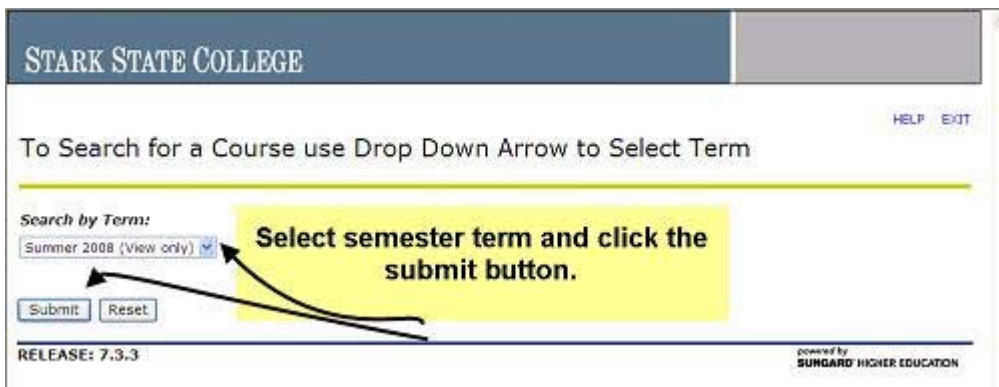 STARK STATE COLLEGE
HELP EXIT
To Search for a Course use Drop Down Arrow to Select Term
Search by Term:
Summer 2008 (View only)
Select semester term and click the
submit button.
Submit Reset
RELEASE: 7.3.3
powered by
SUNGARD HIGHER EDUCATION